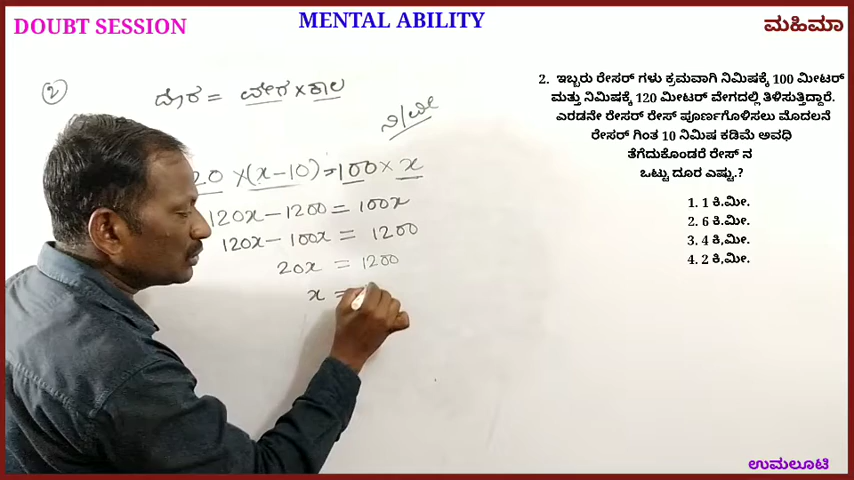 DOUBT SESSION
MENTAL ABILITY
ಮಹಿಮಾ
2
ದೂರ = ವೇಗ × ಕಾಲ
ನಿ/ಮೀ
20 × (x - 10) = 100 × x
120x - 1200 = 100x
120x - 100x = 1200
20x = 1200
x =
2. ಇಬ್ಬರು ರೇಸರ್ ಗಳು ಕ್ರಮವಾಗಿ ನಿಮಿಷಕ್ಕೆ 100 ಮೀಟರ್
ಮತ್ತು ನಿಮಿಷಕ್ಕೆ 120 ಮೀಟರ್ ವೇಗದಲ್ಲಿ ತಿಳಿಸುತ್ತಿದ್ದಾರೆ.
ಎರಡನೇ ರೇಸರ್ ರೇಸ್ ಪೂರ್ಣಗೊಳಿಸಲು ಮೊದಲನೆ
ರೇಸರ್ ಗಿಂತ 10 ನಿಮಿಷ ಕಡಿಮೆ ಅವಧಿ
ತೆಗೆದುಕೊಂಡರೆ ರೇಸ್ ನ
ಒಟ್ಟು ದೂರ ಎಷ್ಟು.?
1. 1 ಕಿ.ಮೀ.
2. 6 ಕಿ.ಮೀ.
3. 4 ಕಿ,ಮೀ.
4. 2 ಕಿ,ಮೀ.
ಉಮಲೂಟಿ